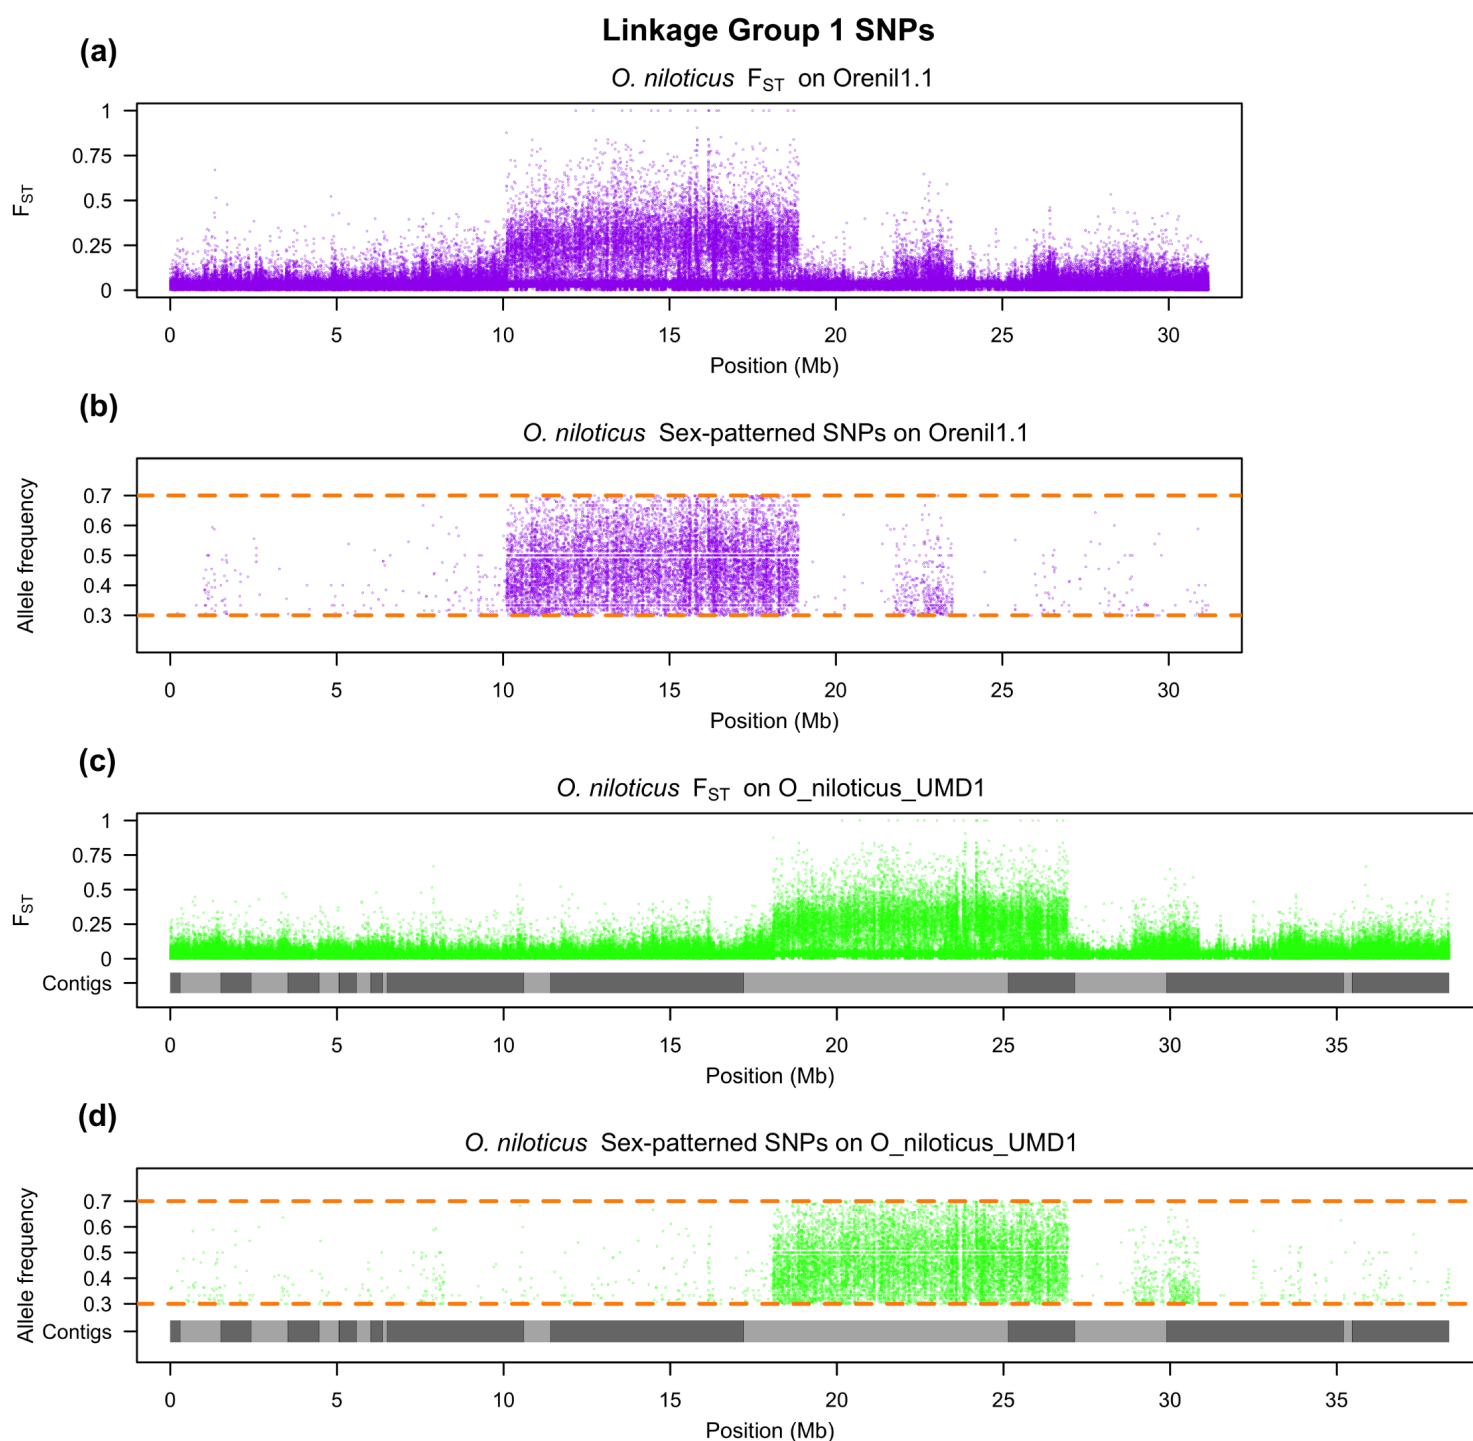 Linkage Group 1 SNPs
(a)
O. niloticus FST on Orenil1.1
FST
1
0.75
0.5
0.25
0
0 5 10 15 20 25 30
Position (Mb)
(b)
O. niloticus Sex-patterned SNPs on Orenil1.1
Allele frequency
0.7
0.6
0.5
0.4
0.3
0 5 10 15 20 25 30
Position (Mb)
(c)
O. niloticus FST on O_niloticus_UMD1
FST
1
0.75
0.5
0.25
0
Contigs
0 5 10 15 20 25 30 35
Position (Mb)
(d)
O. niloticus Sex-patterned SNPs on O_niloticus_UMD1
Allele frequency
0.7
0.6
0.5
0.4
0.3
Contigs
0 5 10 15 20 25 30 35
Position (Mb)